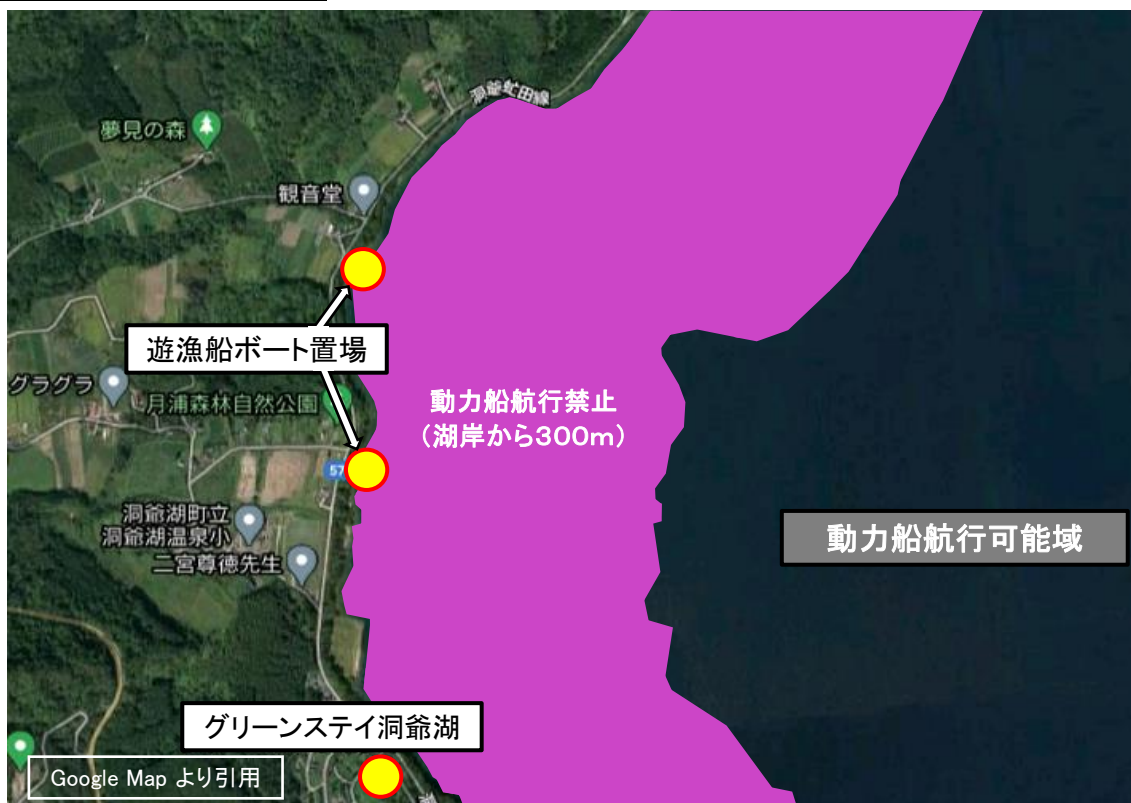 洞爺虻田線
夢見の森
観音堂
遊漁船ボート置場
グラグラ
月浦森林自然公園
動力船航行禁止
（湖岸から300m）
57
洞爺湖町立
洞爺湖温泉小
二宮尊徳先生
動力船航行可能域
グリーンステイ洞爺湖
Google Map より引用